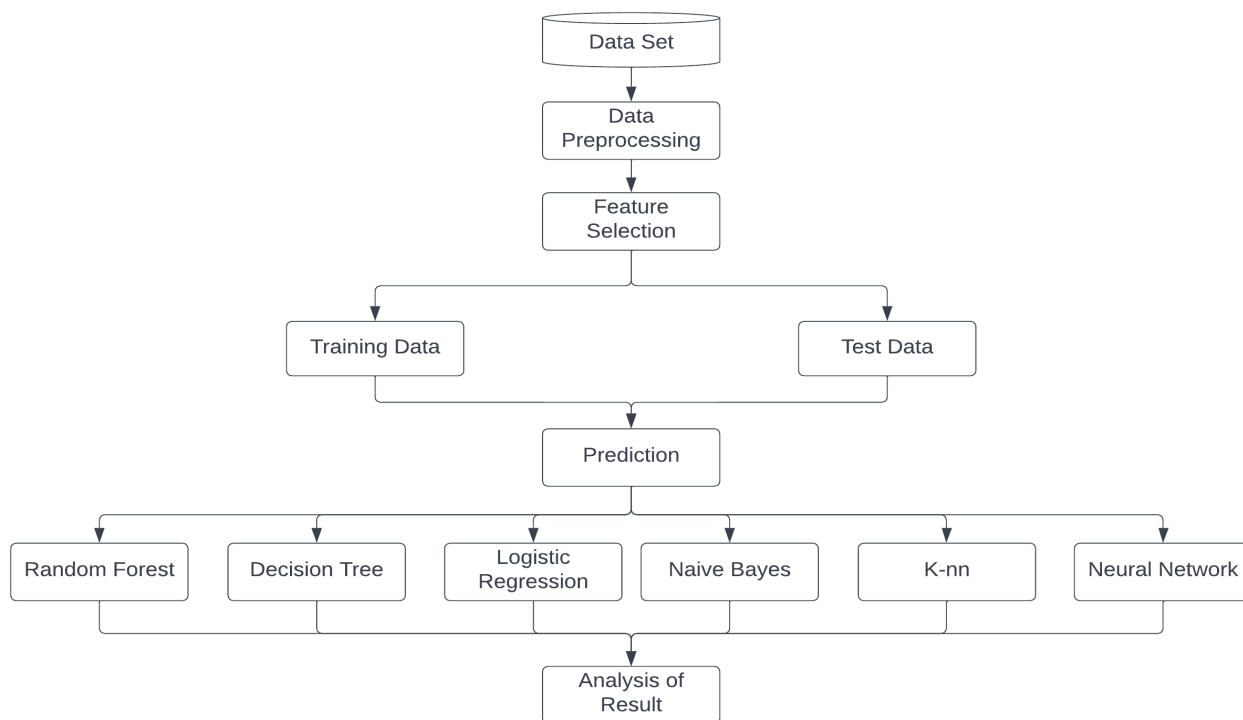 Data Set
Data
Preprocessing
Feature
Selection
Training Data
Test Data
Prediction
Random Forest
Decision Tree
Logistic
Regression
Naive Bayes
K-nn
Neural Network
Analysis of
Result